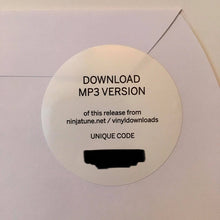 DOWNLOAD
MP3 VERSION
of this release from
ninjatune.net / vinyldownloads
UNIQUE CODE